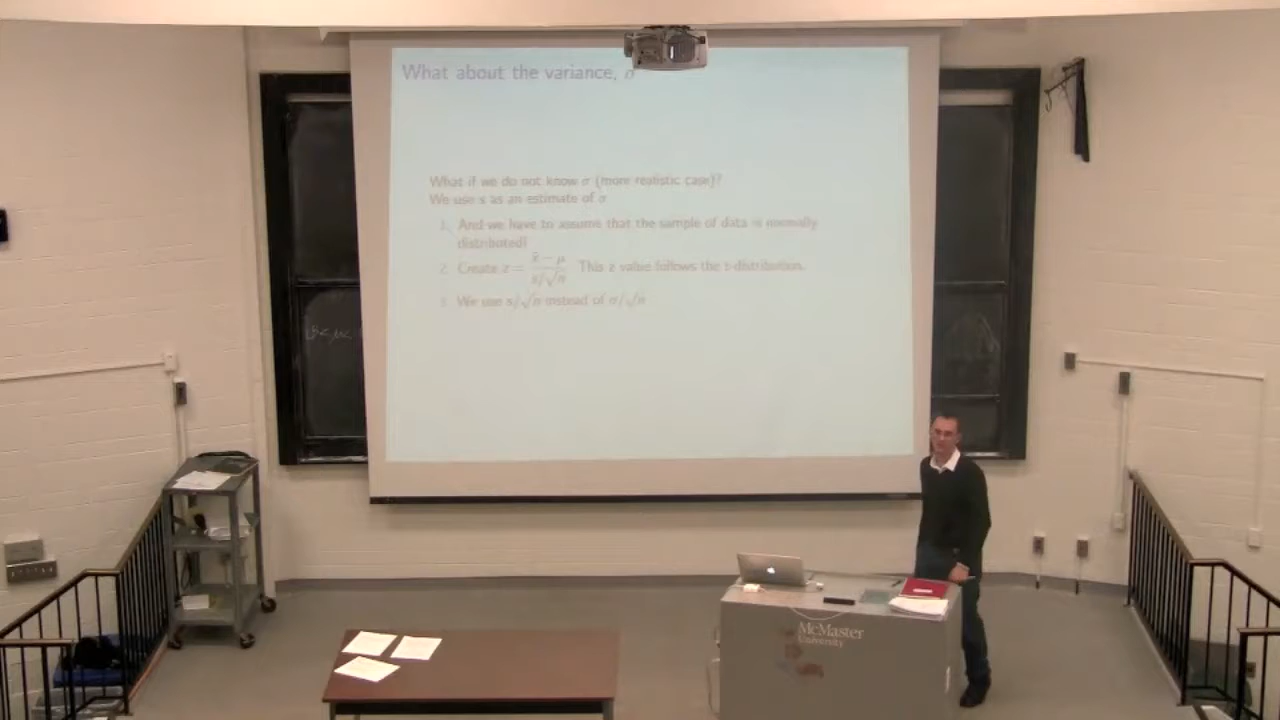 What about the variance, σ
What if we do not know σ (more realistic case)?
We use s as an estimate of σ
1. And we have to assume that the sample of data is normally
distributed!
2. Create z = x̄ − μ / s/√n This z value follows the t-distribution.
3. We use s/√n instead of σ/√n
McMaster
University